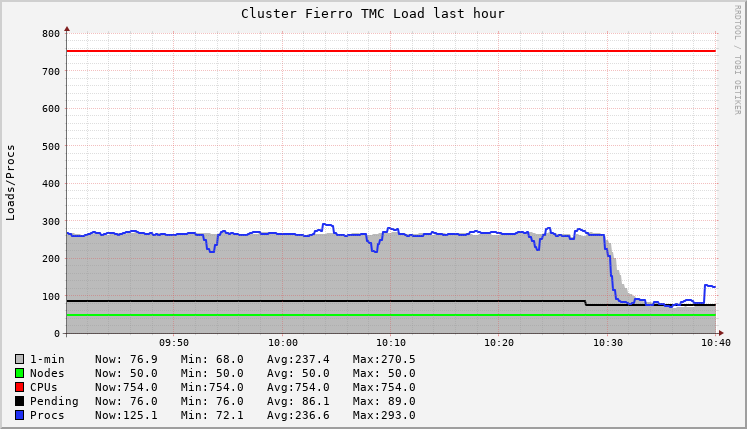 Cluster Fierro TMC Load last hour
RRDTOOL / TOBI OETIKER
Loads/Procs
800
700
600
500
400
300
200
100
0
09:50 10:00 10:10 10:20 10:30 10:40
1-min Now: 76.9 Min: 68.0 Avg:237.4 Max:270.5
Nodes Now: 50.0 Min: 50.0 Avg: 50.0 Max: 50.0
CPUs Now:754.0 Min:754.0 Avg:754.0 Max:754.0
Pending Now: 76.0 Min: 76.0 Avg: 86.1 Max: 89.0
Procs Now:125.1 Min: 72.1 Avg:236.6 Max:293.0